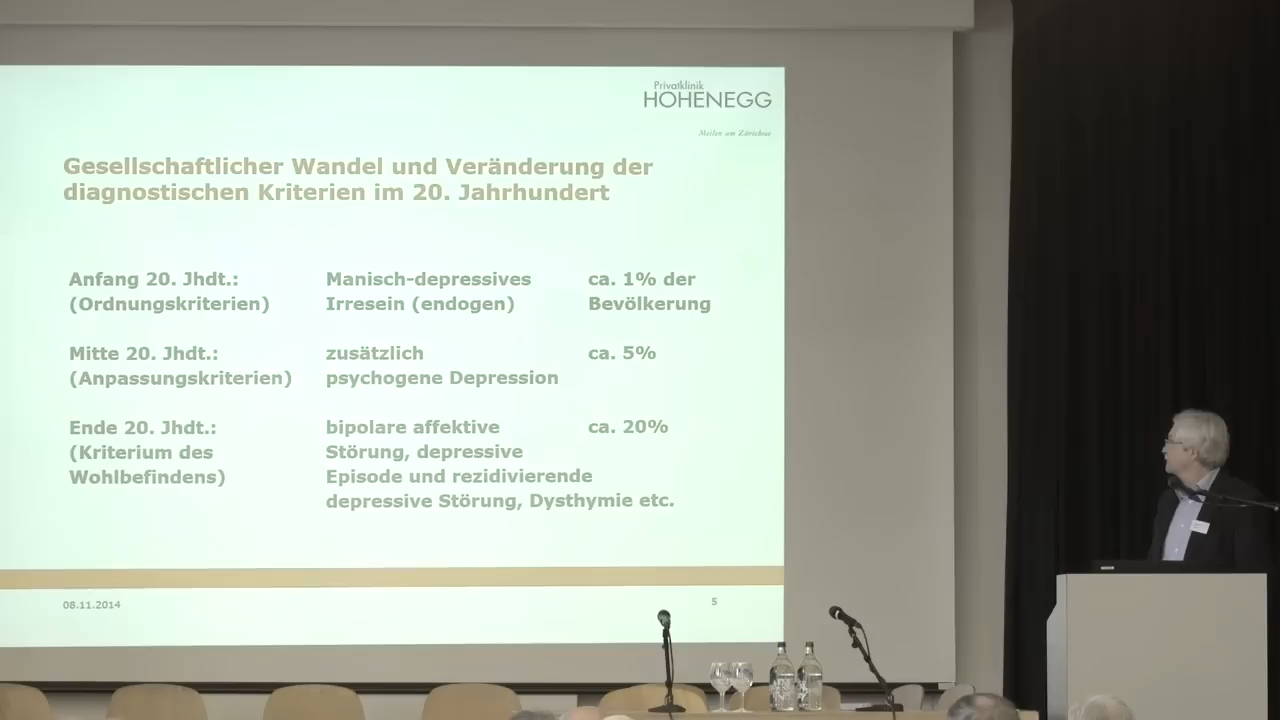 Privatklinik
HOHENEGG
Meilen am Zürichsee
Gesellschaftlicher Wandel und Veränderung der
diagnostischen Kriterien im 20. Jahrhundert
Anfang 20. Jhdt.: Manisch-depressives ca. 1% der
(Ordnungskriterien) Irresein (endogen) Bevölkerung
Mitte 20. Jhdt.: zusätzlich ca. 5%
(Anpassungskriterien) psychogene Depression
Ende 20. Jhdt.: bipolare affektive ca. 20%
(Kriterium des Störung, depressive
Wohlbefindens) Episode und rezidivierende
depressive Störung, Dysthymie etc.
08.11.2014 5